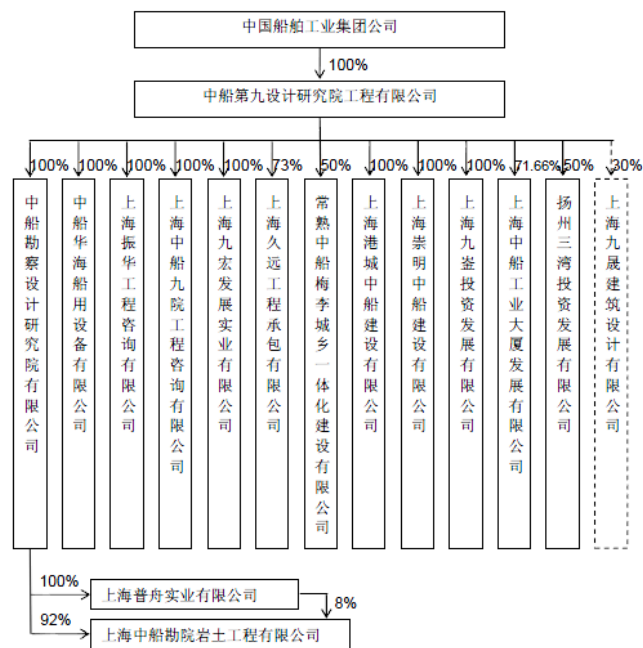 中国船舶工业集团公司
100%
中船第九设计研究院工程有限公司
100%
100%
100%
100%
100%
73%
50%
100%
100%
100%
71.66%
50%
30%
中船勘察设计研究院有限公司
中船华海船用设备有限公司
上海振华工程咨询有限公司
上海中船九院工程咨询有限公司
上海九宏发展实业有限公司
上海久远工程承包有限公司
常熟中船梅李城乡一体化建设有限公司
上海港城中船建设有限公司
上海崇明中船建设有限公司
上海九崟投资发展有限公司
上海中船工业大厦发展有限公司
扬州三湾投资发展有限公司
上海九晟建筑设计有限公司
100%
上海普舟实业有限公司
8%
92%
上海中船勘院岩土工程有限公司